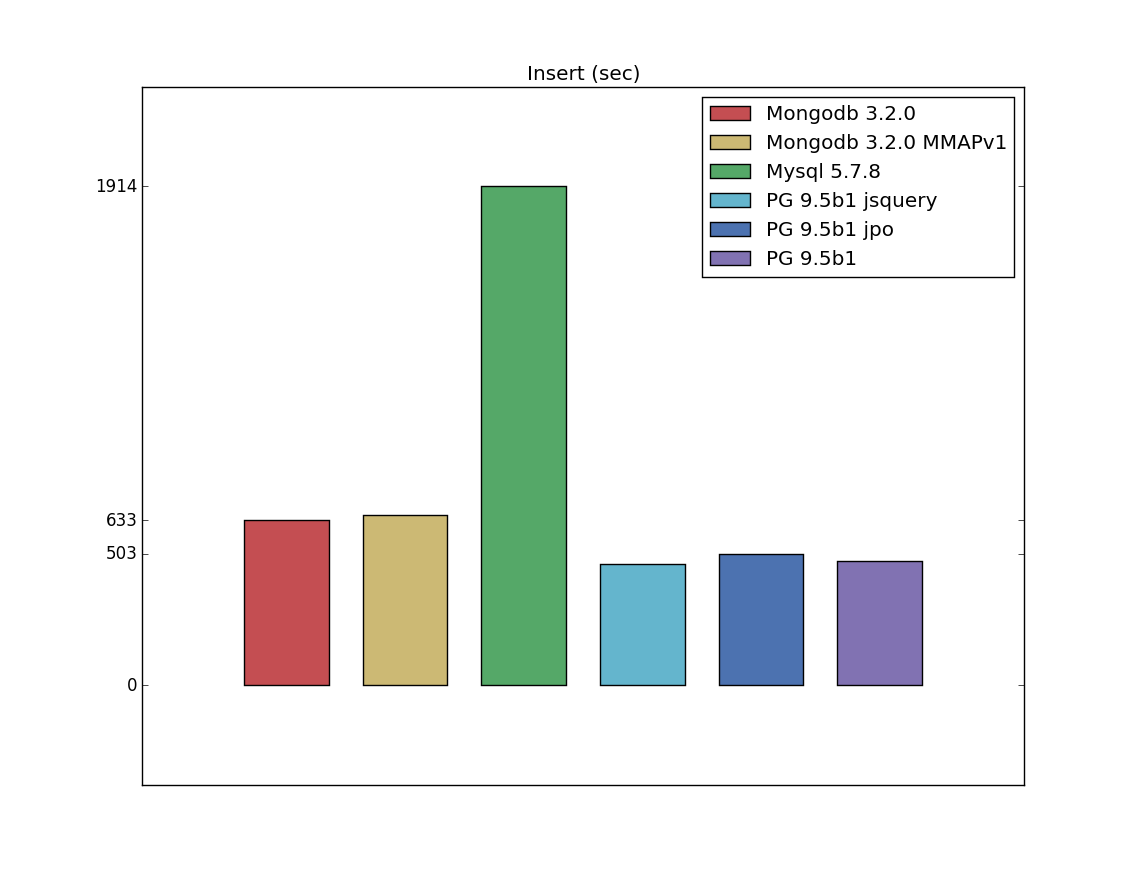 Insert (sec)
Mongodb 3.2.0
Mongodb 3.2.0 MMAPv1
Mysql 5.7.8
PG 9.5b1 jsquery
PG 9.5b1 jpo
PG 9.5b1
1914
633
503
0